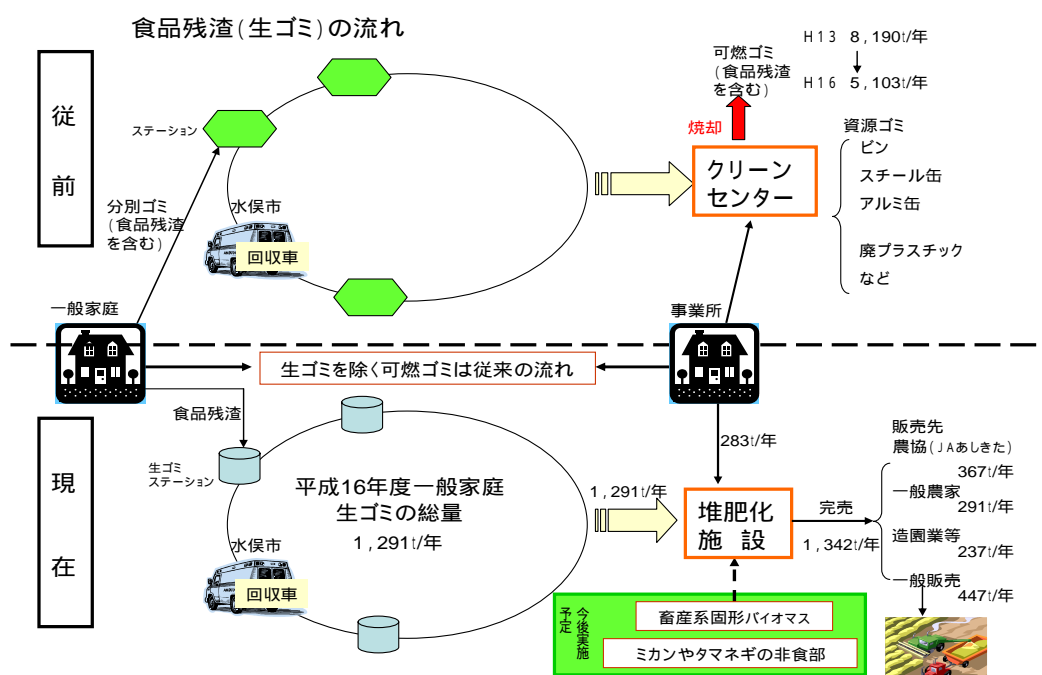 食品残渣(生ゴミ)の流れ
従
前
ステーション
分別ゴミ
(食品残渣
を含む)
水俣市
回収車
可燃ゴミ
(食品残渣
を含む)
焼却
クリーン
センター
H13 8,190t/年
H16 5,103t/年
資源ゴミ
ビン
スチール缶
アルミ缶
廃プラスチック
など
一般家庭
事業所
生ゴミを除く可燃ゴミは従来の流れ
現
在
食品残渣
生ゴミ
ステーション
平成16年度一般家庭
生ゴミの総量
1,291t/年
水俣市
回収車
1,291t/年
283t/年
堆肥化
施 設
完売
1,342t/年
販売先
農協(JAあしきた)
367t/年
一般農家
291t/年
造園業等
237t/年
一般販売
447t/年
今後実施
予定
畜産系固形バイオマス
ミカンやタマネギの非食部